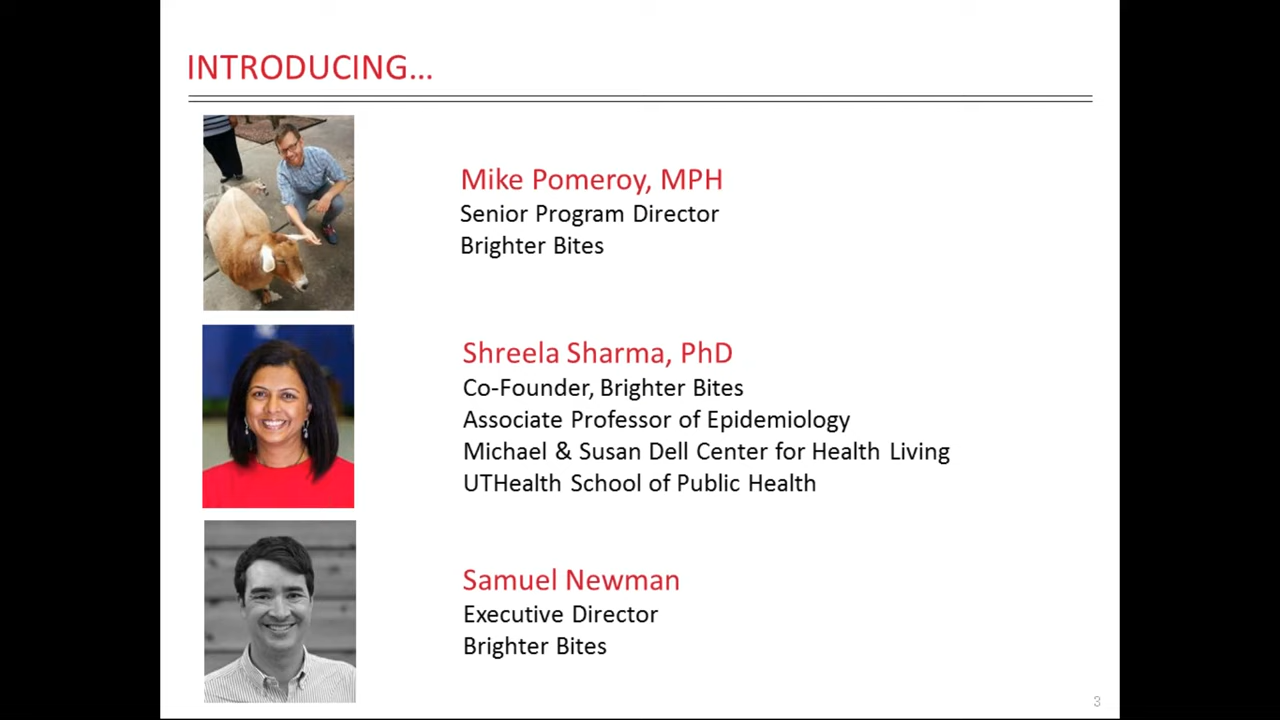 INTRODUCING...
Mike Pomeroy, MPH
Senior Program Director
Brighter Bites
Shreela Sharma, PhD
Co-Founder, Brighter Bites
Associate Professor of Epidemiology
Michael & Susan Dell Center for Health Living
UTHealth School of Public Health
Samuel Newman
Executive Director
Brighter Bites
3